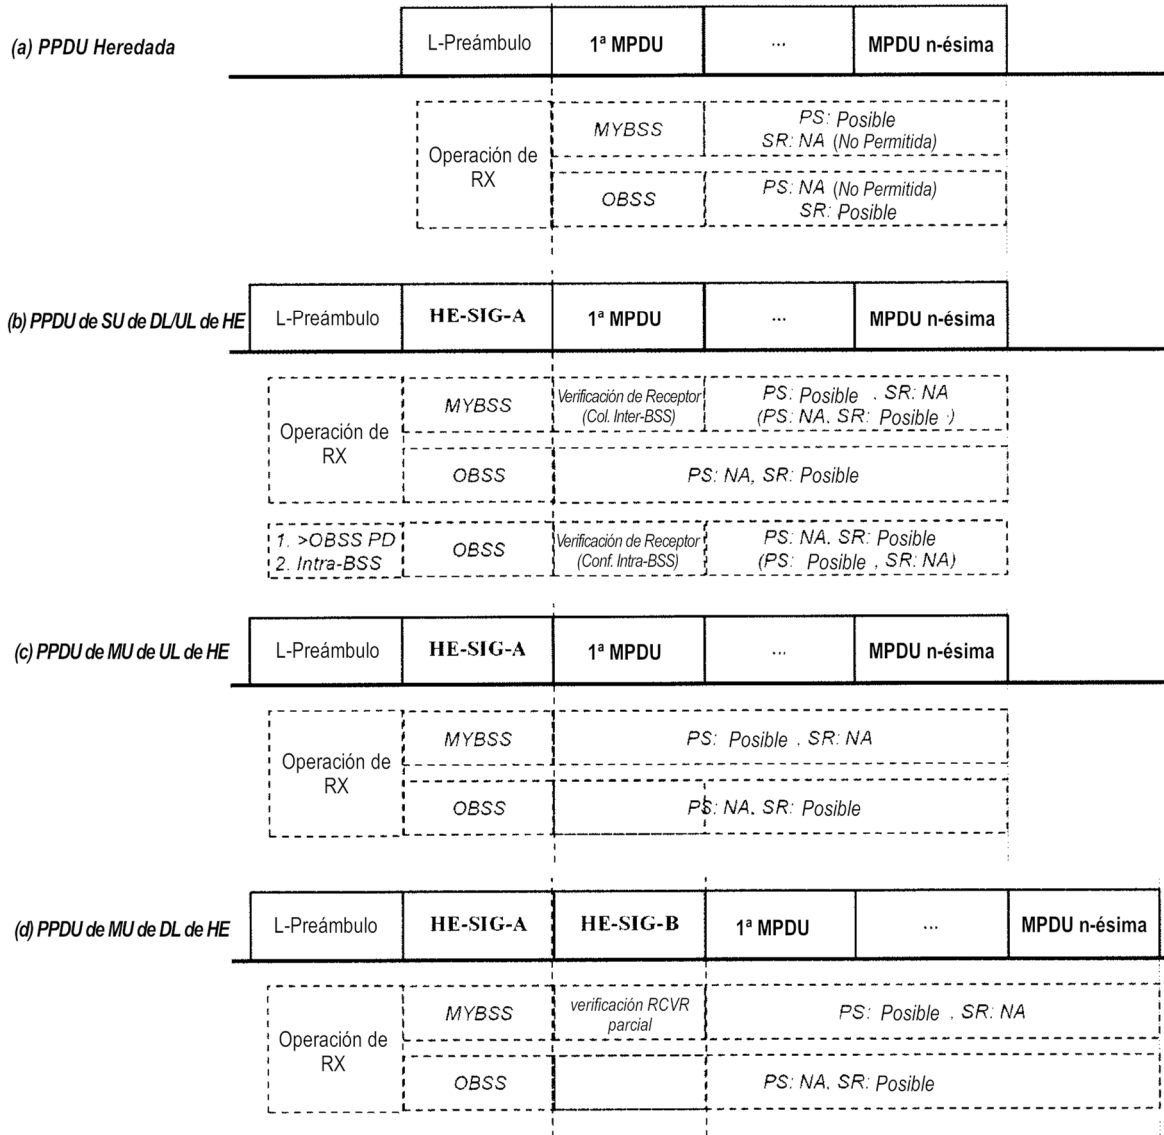 (a) PPDU Heredada
L-Preámbulo
1ª MPDU
...
MPDU n-ésima
Operación de
RX
MYBSS
PS: Posible
SR: NA (No Permitida)
OBSS
PS: NA (No Permitida)
SR: Posible
(b) PPDU de SU de DL/UL de HE
L-Preámbulo
HE-SIG-A
1ª MPDU
...
MPDU n-ésima
Operación de
RX
MYBSS
Verificación de Receptor
(Col. Inter-BSS)
PS: Posible , SR: NA
(PS: NA, SR: Posible )
OBSS
PS: NA, SR: Posible
1. >OBSS PD
2. Intra-BSS
OBSS
Verificación de Receptor
(Conf. Intra-BSS)
PS: NA, SR: Posible
(PS: Posible , SR: NA)
(c) PPDU de MU de UL de HE
L-Preámbulo
HE-SIG-A
1ª MPDU
...
MPDU n-ésima
Operación de
RX
MYBSS
PS: Posible , SR: NA
OBSS
PS: NA, SR: Posible
(d) PPDU de MU de DL de HE
L-Preámbulo
HE-SIG-A
HE-SIG-B
1ª MPDU
...
MPDU n-ésima
Operación de
RX
MYBSS
verificación RCVR
parcial
PS: Posible , SR: NA
OBSS
PS: NA, SR: Posible